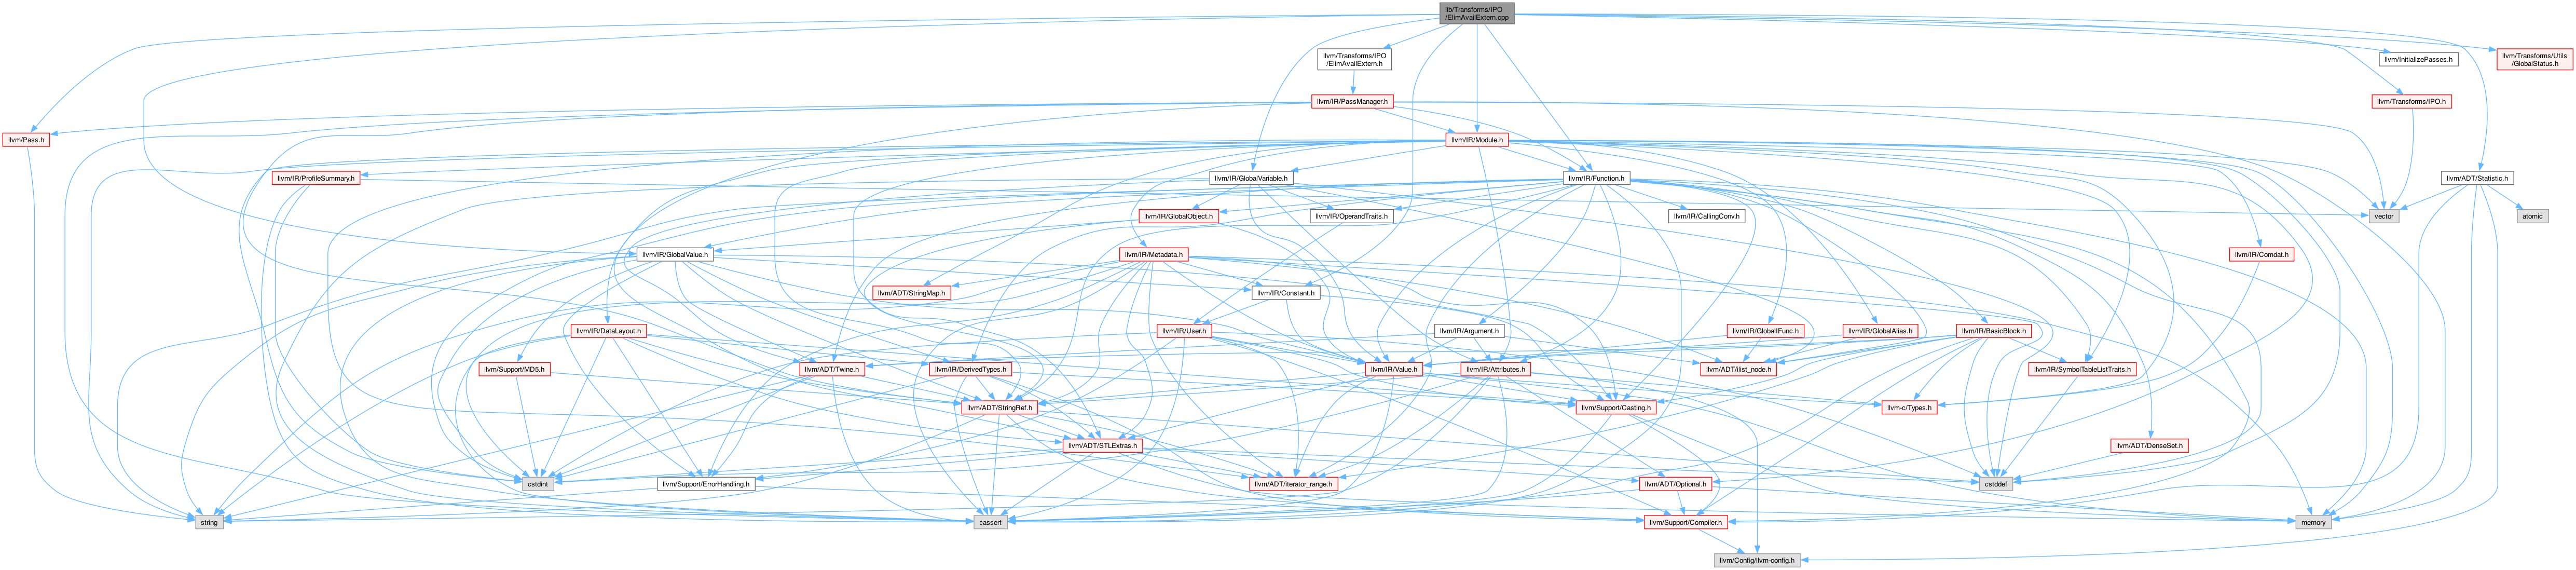 lib/Transforms/IPO
/ElimAvailExtern.cpp
llvm/Transforms/IPO
/ElimAvailExtern.h
llvm/InitializePasses.h
llvm/Transforms/Utils
/GlobalStatus.h
llvm/IR/PassManager.h
llvm/Transforms/IPO.h
llvm/Pass.h
llvm/IR/Module.h
llvm/IR/ProfileSummary.h
llvm/IR/GlobalVariable.h
llvm/IR/Function.h
llvm/ADT/Statistic.h
llvm/IR/GlobalObject.h
llvm/IR/OperandTraits.h
llvm/IR/CallingConv.h
vector
atomic
llvm/IR/GlobalValue.h
llvm/IR/Metadata.h
llvm/IR/Comdat.h
llvm/ADT/StringMap.h
llvm/IR/Constant.h
llvm/IR/DataLayout.h
llvm/IR/User.h
llvm/IR/Argument.h
llvm/IR/GlobalIFunc.h
llvm/IR/GlobalAlias.h
llvm/IR/BasicBlock.h
llvm/Support/MD5.h
llvm/ADT/Twine.h
llvm/IR/DerivedTypes.h
llvm/IR/Value.h
llvm/IR/Attributes.h
llvm/ADT/ilist_node.h
llvm/IR/SymbolTableListTraits.h
llvm/ADT/StringRef.h
llvm/Support/Casting.h
llvm-c/Types.h
llvm/ADT/STLExtras.h
llvm/ADT/DenseSet.h
cstdint
llvm/Support/ErrorHandling.h
llvm/ADT/iterator_range.h
llvm/ADT/Optional.h
cstddef
string
cassert
llvm/Support/Compiler.h
memory
llvm/Config/llvm-config.h